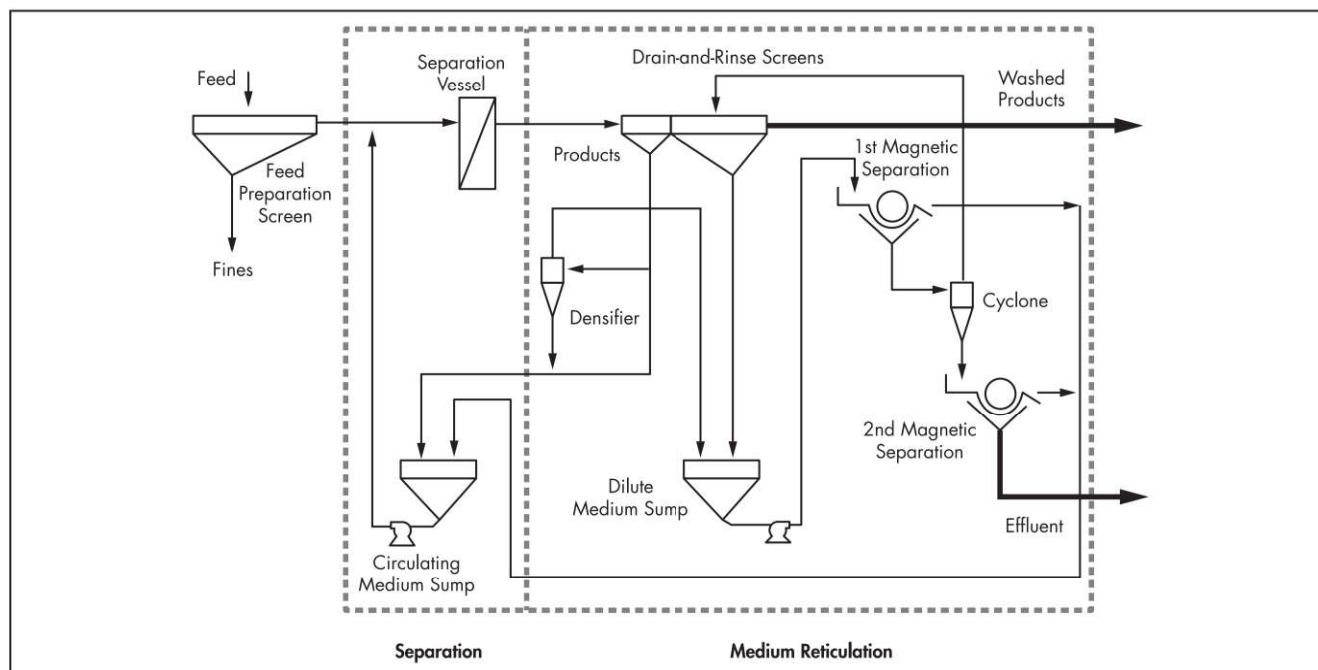 Separation
Vessel
Drain-and-Rinse Screens
Feed
Washed
Products
Products
1st Magnetic
Separation
Feed
Preparation
Screen
Fines
Densifier
Cyclone
2nd Magnetic
Separation
Dilute
Medium Sump
Effluent
Circulating
Medium Sump
Separation
Medium Reticulation